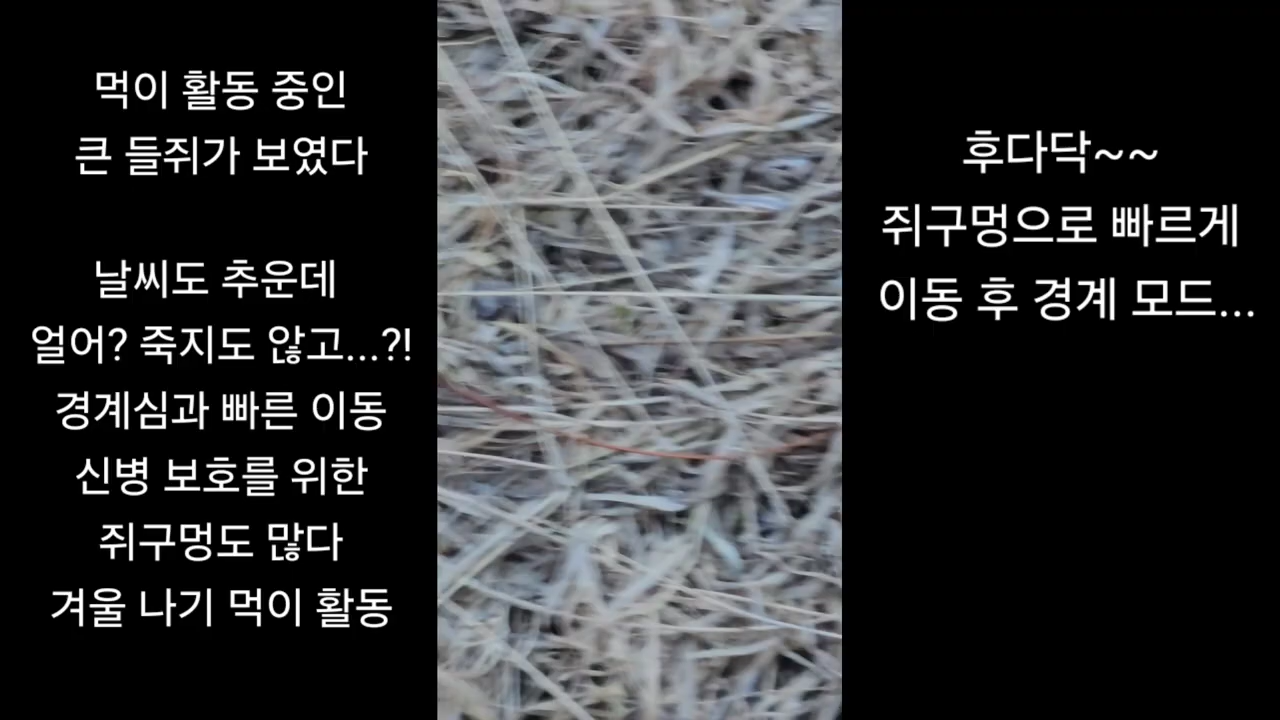 먹이 활동 중인
큰 들쥐가 보였다
날씨도 추운데
얼어? 죽지도 않고...?!
경계심과 빠른 이동
신병 보호를 위한
쥐구멍도 많다
겨울 나기 먹이 활동
후다닥~~
쥐구멍으로 빠르게
이동 후 경계 모드...